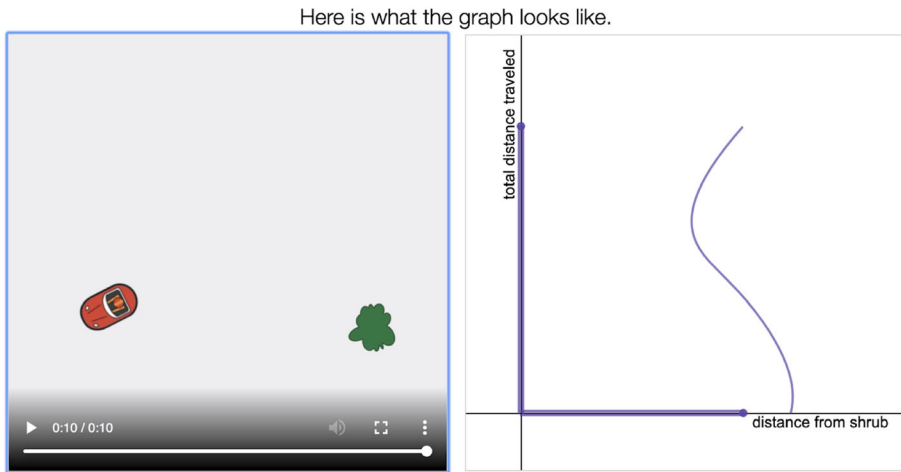 Here is what the graph looks like.
total distance traveled
distance from shrub
0:10 / 0:10